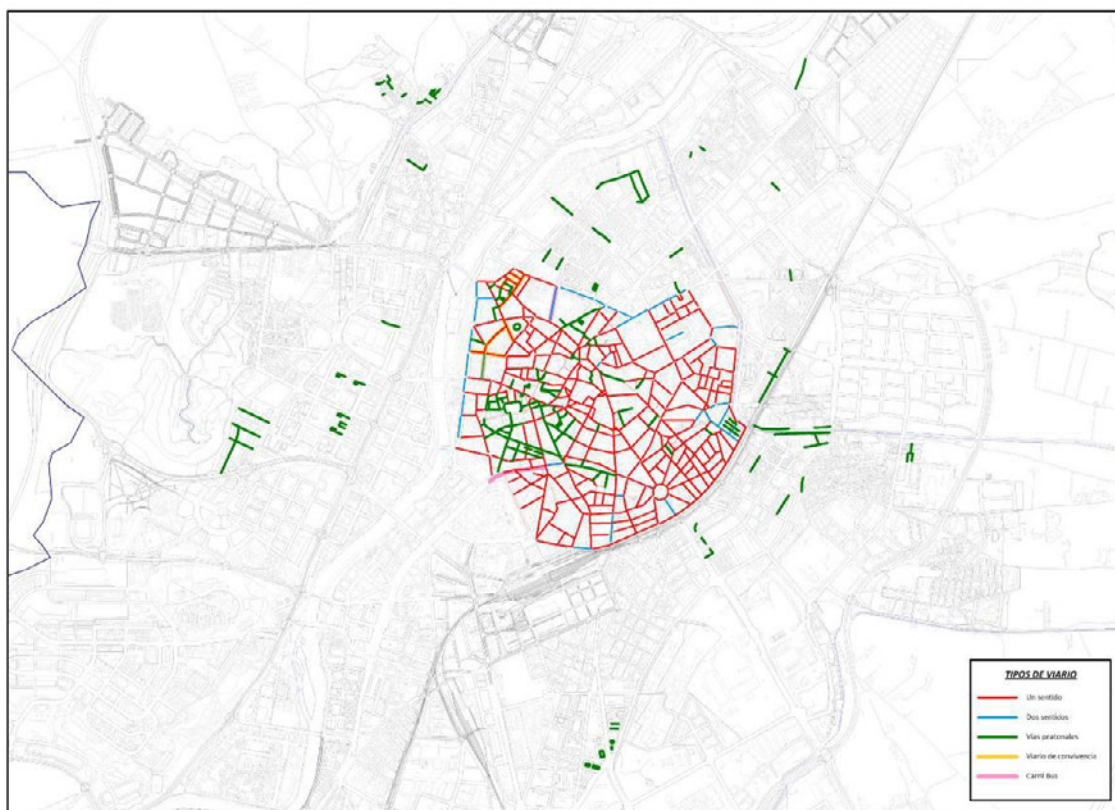 TIPOS DE VIARIO
Un sentido
Dos sentidos
Vías peatonales
Viario de convivencia
Carril Bus